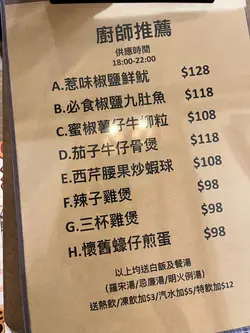 廚師推薦
供應時間
18:00-22:00
A.惹味椒鹽鮮魷 $128
B.必食椒鹽九肚魚 $118
C.蜜椒薯仔牛柳粒 $108
D.茄子牛仔骨煲 $118
E.西芹腰果炒蝦球 $108
F.辣子雞煲 $98
G.三杯雞煲 $98
H.懷舊蠔仔煎蛋 $98
以上均送白飯及餐湯
(羅宋湯/忌廉湯/明火例湯)
送熱飲/凍飲加$3/汽水加$5/特飲加$12